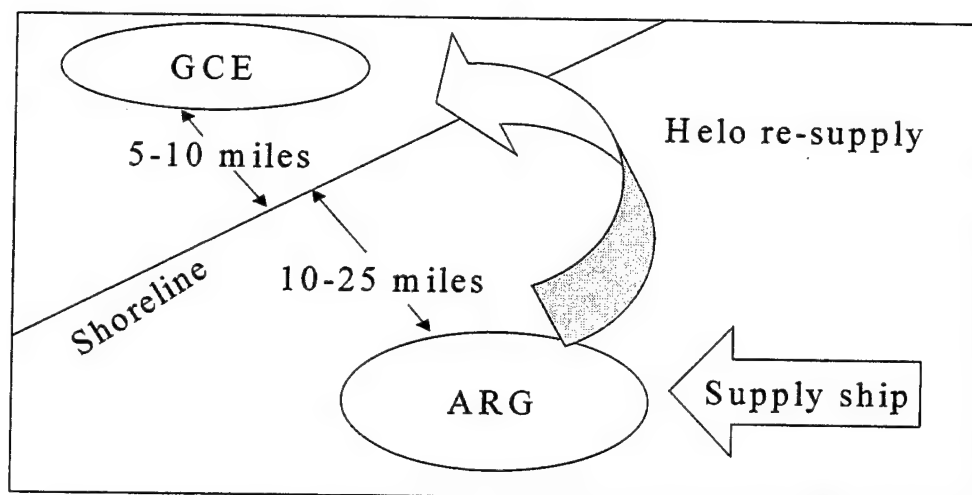 GCE
5-10 miles
Helo re-supply
Shoreline
10-25 miles
ARG
Supply ship